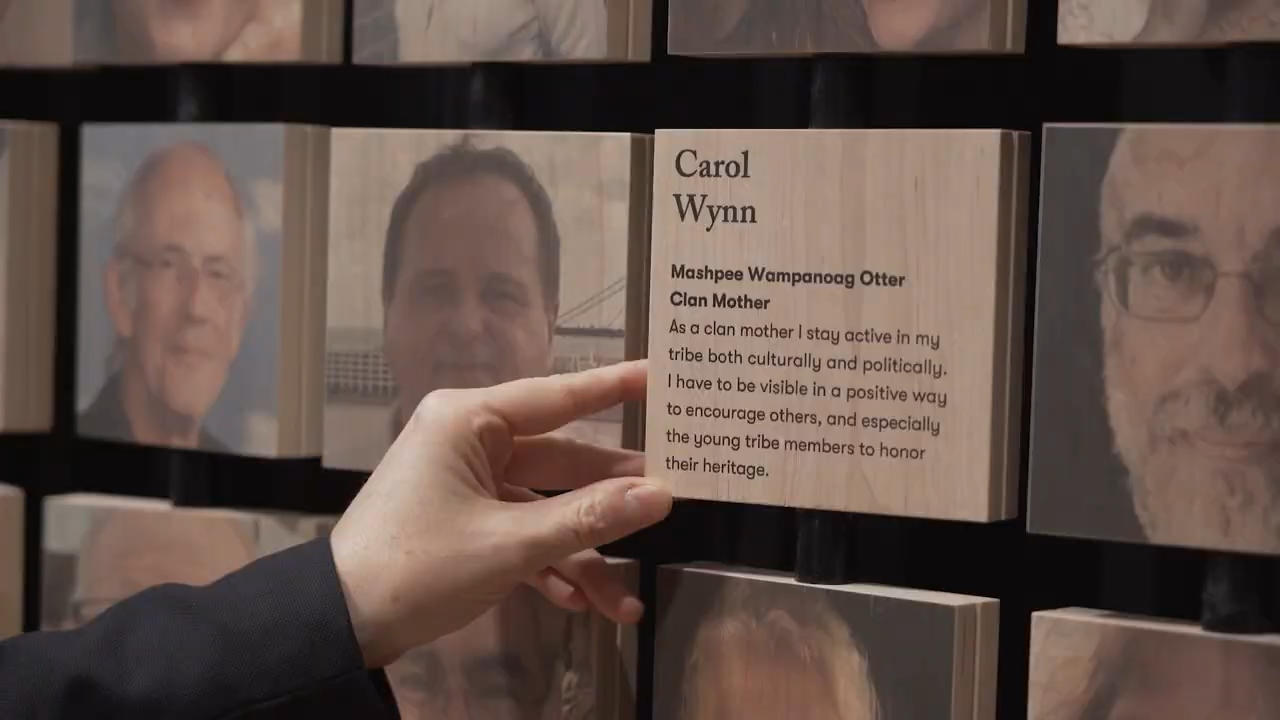 Carol
Wynn
Mashpee Wampanoag Otter
Clan Mother
As a clan mother I stay active in my
tribe both culturally and politically.
I have to be visible in a positive way
to encourage others, and especially
the young tribe members to honor
their heritage.